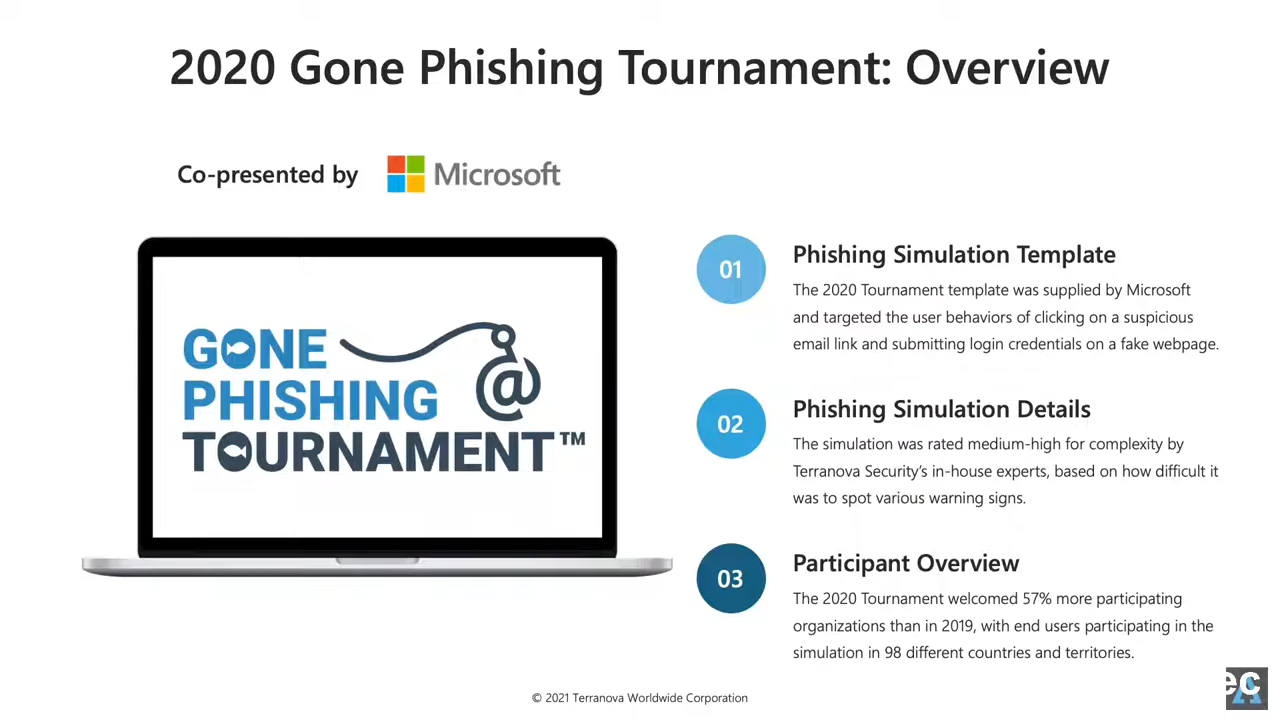 2020 Gone Phishing Tournament: Overview
Co-presented by Microsoft
GONE
PHISHING
TOURNAMENT™
01
Phishing Simulation Template
The 2020 Tournament template was supplied by Microsoft
and targeted the user behaviors of clicking on a suspicious
email link and submitting login credentials on a fake webpage.
02
Phishing Simulation Details
The simulation was rated medium-high for complexity by
Terranova Security’s in-house experts, based on how difficult it
was to spot various warning signs.
03
Participant Overview
The 2020 Tournament welcomed 57% more participating
organizations than in 2019, with end users participating in the
simulation in 98 different countries and territories.
© 2021 Terranova Worldwide Corporation